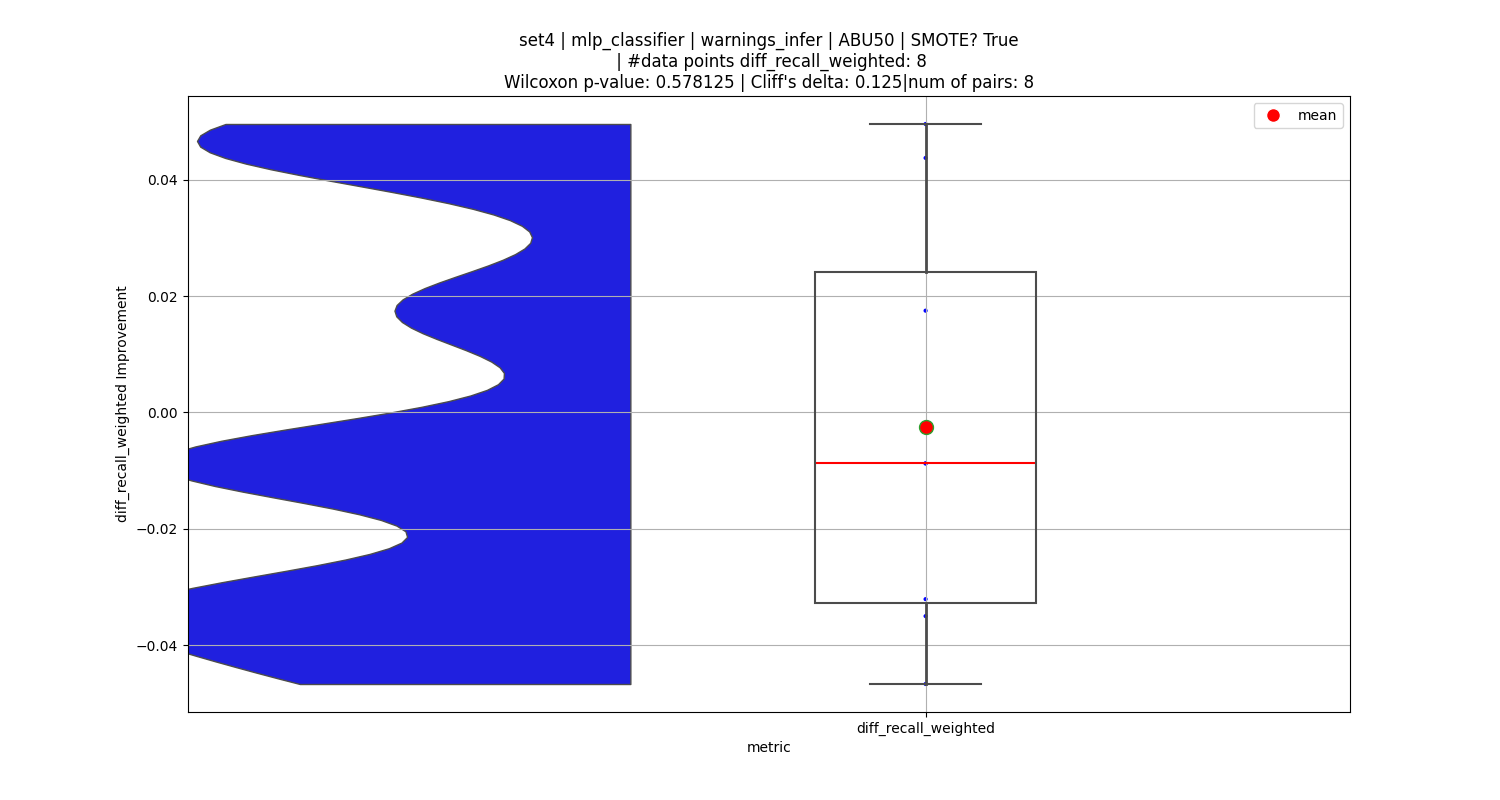 set4 | mlp_classifier | warnings_infer | ABU50 | SMOTE? True
| #data points diff_recall_weighted: 8
Wilcoxon p-value: 0.578125 | Cliff's delta: 0.125|num of pairs: 8
mean
0.04
0.02
0.00
−0.02
−0.04
diff_recall_weighted Improvement
diff_recall_weighted
metric